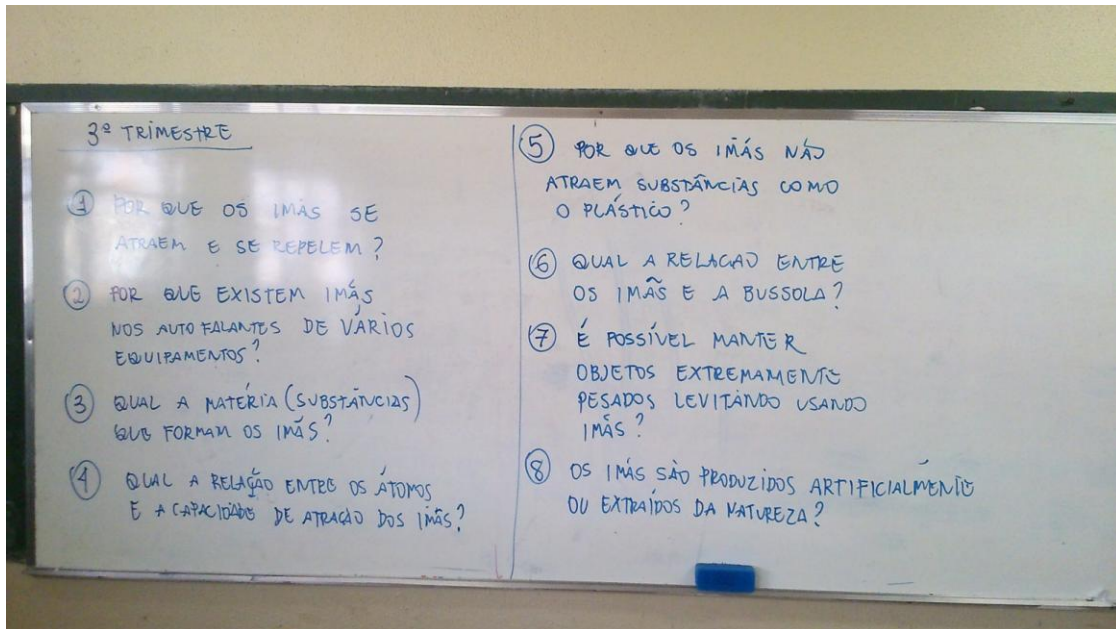 3º TRIMESTRE
1 POR QUE OS IMÃS SE
ATRAEM E SE REPELEM?
2 POR QUE EXISTEM IMÃS
NOS AUTO FALANTES DE VÁRIOS
EQUIPAMENTOS?
3 QUAL A MATÉRIA (SUBSTÂNCIAS)
QUE FORMAM OS IMÃS?
4 QUAL A RELAÇÃO ENTRE OS ÁTOMOS
E A CAPACIDADE DE ATRAÇÃO DOS IMÃS?
5 POR QUE OS IMÃS NÃO
ATRAEM SUBSTÂNCIAS COMO
O PLÁSTICO?
6 QUAL A RELACAO ENTRE
OS IMÃS E A BUSSOLA?
7 É POSSÍVEL MANTER
OBJETOS EXTREMAMENTE
PESADOS LEVITANDO USANDO
IMÃS?
8 OS IMÃS SÃO PRODUZIDOS ARTIFICIALMENTE
OU EXTRAÍDOS DA NATUREZA?